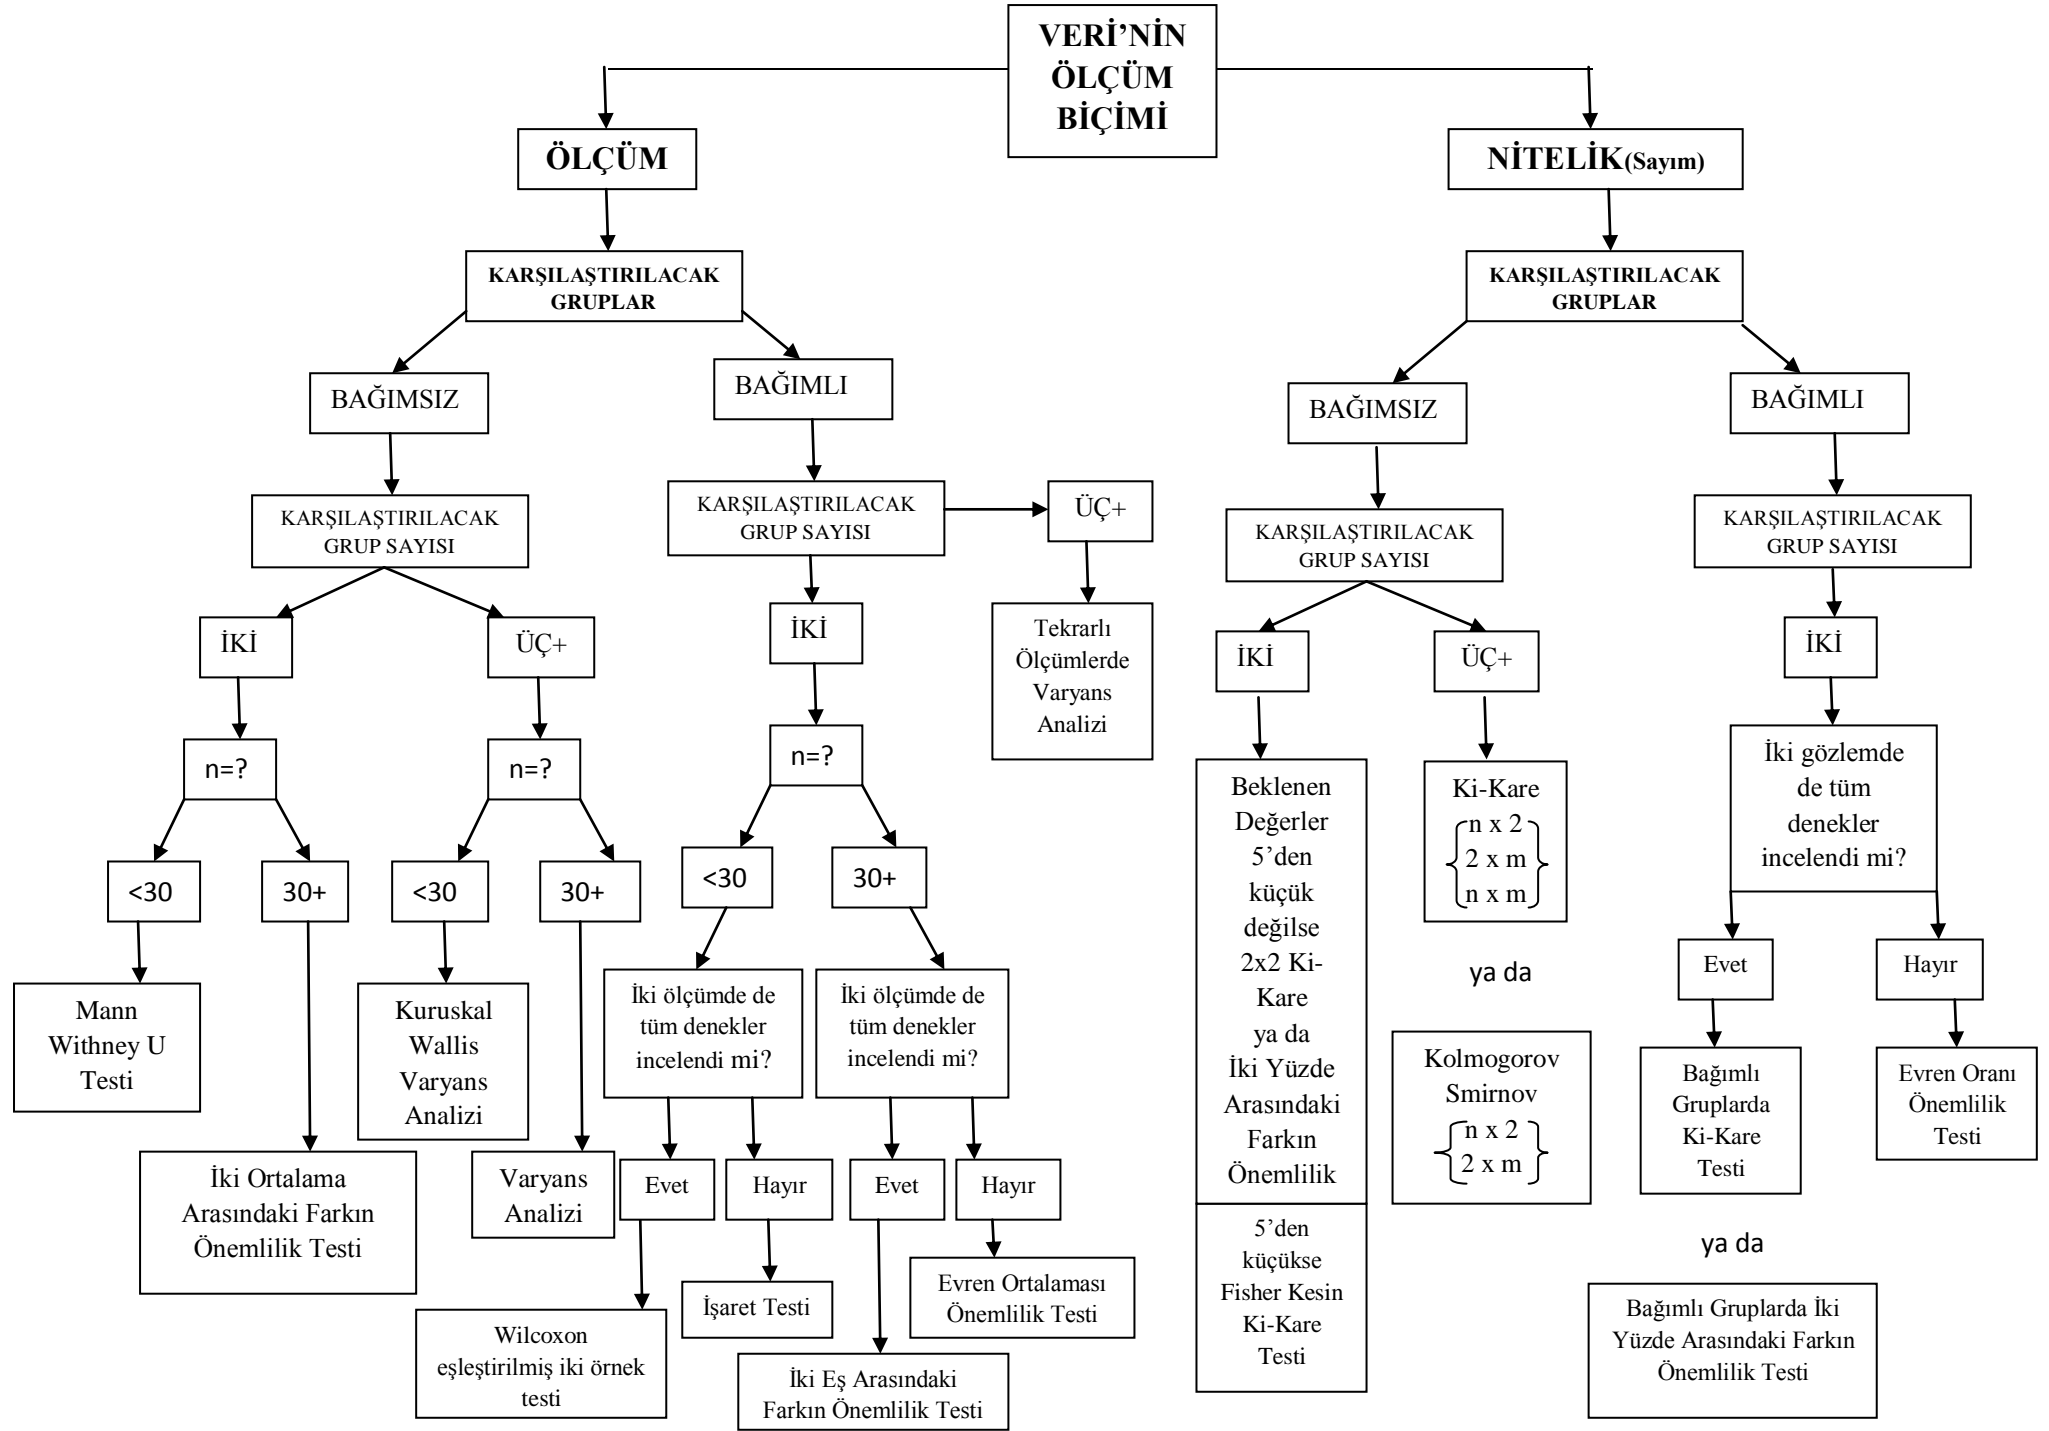 VERİ’NİN
ÖLÇÜM
BİÇİMİ
ÖLÇÜM
NİTELİK(Sayım)
KARŞILAŞTIRILACAK
GRUPLAR
KARŞILAŞTIRILACAK
GRUPLAR
BAĞIMSIZ
BAĞIMLI
BAĞIMSIZ
BAĞIMLI
KARŞILAŞTIRILACAK
GRUP SAYISI
KARŞILAŞTIRILACAK
GRUP SAYISI
ÜÇ+
KARŞILAŞTIRILACAK
GRUP SAYISI
KARŞILAŞTIRILACAK
GRUP SAYISI
İKİ
ÜÇ+
İKİ
Tekrarlı
Ölçümlerde
Varyans
Analizi
İKİ
ÜÇ+
İKİ
n=?
n=?
n=?
<30
30+
<30
30+
<30
30+
Mann
Withney U
Testi
Kuruskal
Wallis
Varyans
Analizi
İki ölçümde de
tüm denekler
incelendi mi?
İki ölçümde de
tüm denekler
incelendi mi?
İki Ortalama
Arasındaki Farkın
Önemlilik Testi
Varyans
Analizi
Evet
Hayır
Evet
Hayır
Wilcoxon
eşleştirilmiş iki örnek
testi
İşaret Testi
İki Eş Arasındaki
Farkın Önemlilik Testi
Evren Ortalaması
Önemlilik Testi
Beklenen
Değerler
5’den
küçük
değilse
2x2 Ki-
Kare
ya da
İki Yüzde
Arasındaki
Farkın
Önemlilik
5’den
küçükse
Fisher Kesin
Ki-Kare
Testi
Ki-Kare
n x 2
2 x m
n x m
ya da
Kolmogorov
Smirnov
n x 2
2 x m
İki gözlemde
de tüm
denekler
incelendi mi?
Evet
Hayır
Bağımlı
Gruplarda
Ki-Kare
Testi
Evren Oranı
Önemlilik
Testi
ya da
Bağımlı Gruplarda İki
Yüzde Arasındaki Farkın
Önemlilik Testi